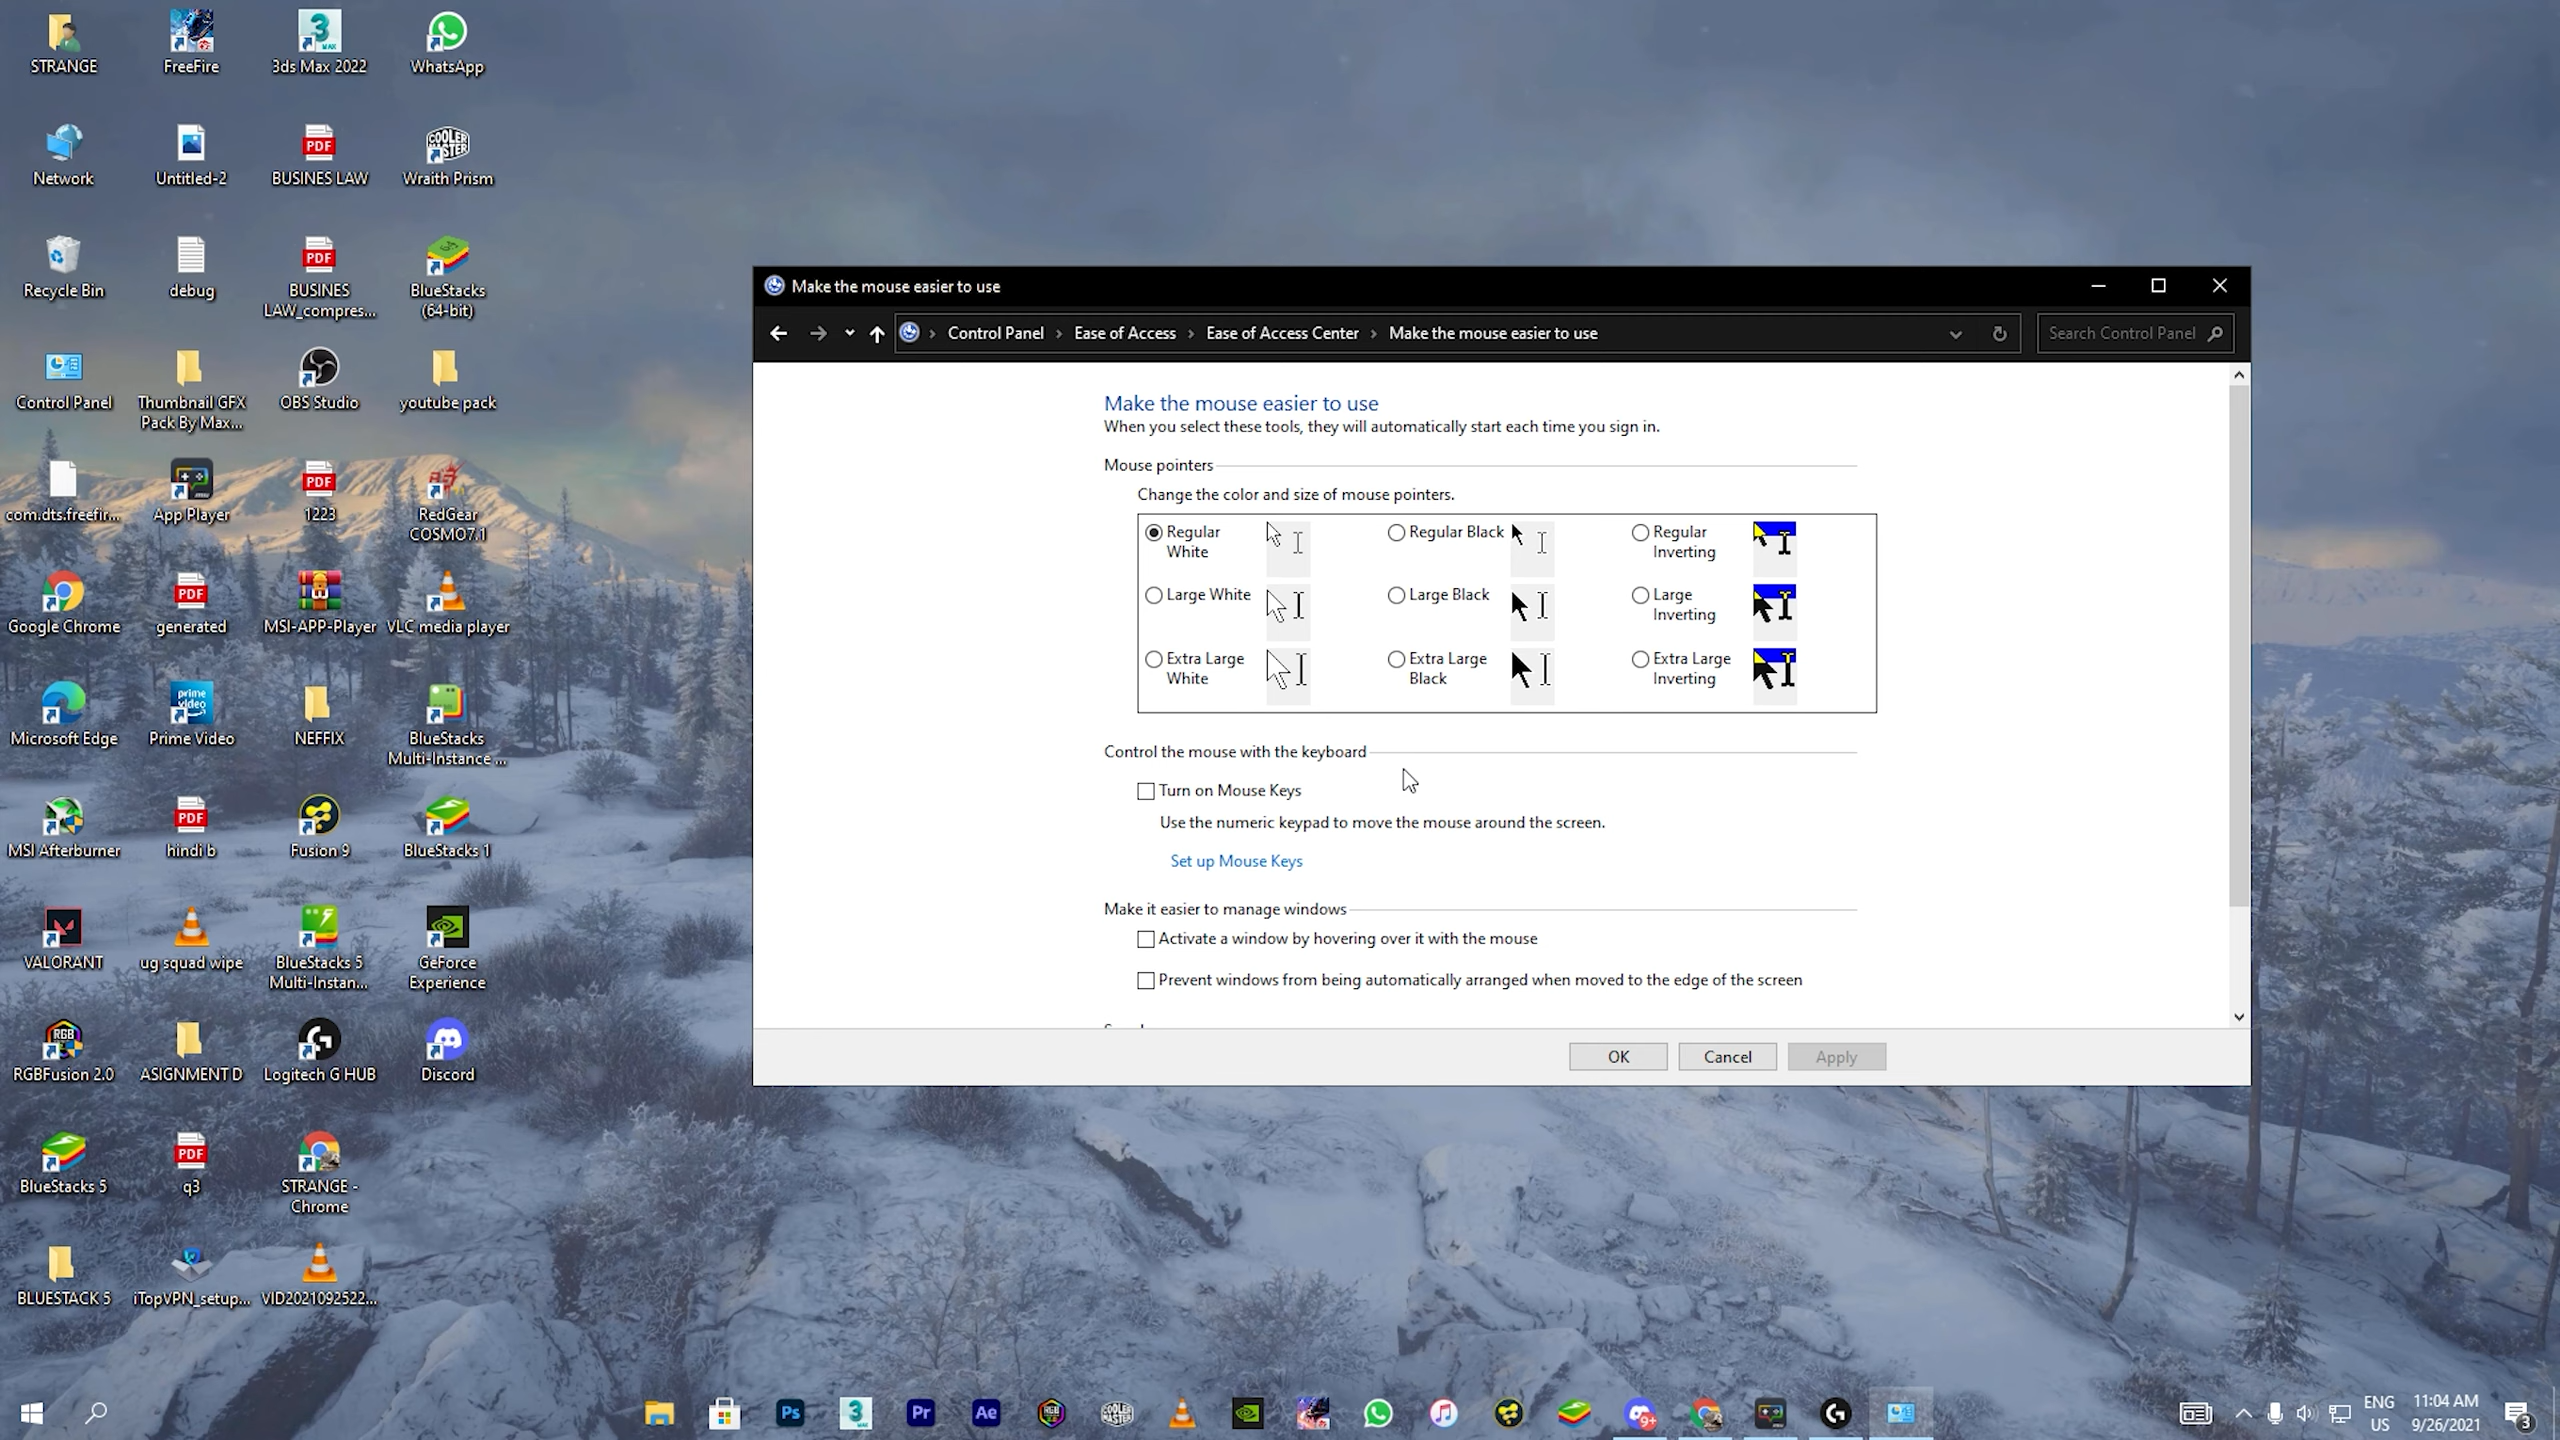 STRANGE
FreeFire
3ds Max 2022
WhatsApp
Network
Untitled-2
BUSINES LAW
Wraith Prism
Recycle Bin
debug
BUSINES
LAW_compres...
BlueStacks
(64-bit)
Control Panel
Thumbnail GFX
Pack By Max...
OBS Studio
youtube pack
com.dts.freefir...
App Player
1223
RedGear
COSMO7.1
Google Chrome
generated
MSI-APP-Player
VLC media player
Microsoft Edge
Prime Video
NEFFIX
BlueStacks
Multi-Instance ...
MSI Afterburner
hindi b
Fusion 9
BlueStacks 1
VALORANT
ug squad wipe
BlueStacks 5
Multi-Instan...
GeForce
Experience
RGBFusion 2.0
ASIGNMENT D
Logitech G HUB
Discord
BlueStacks 5
q3
STRANGE -
Chrome
BLUESTACK 5
iTopVPN_setup...
VID2021092522...
Make the mouse easier to use
Control Panel > Ease of Access > Ease of Access Center > Make the mouse easier to use
Search Control Panel
Make the mouse easier to use
When you select these tools, they will automatically start each time you sign in.
Mouse pointers
Change the color and size of mouse pointers.
Regular
White
Regular Black
Regular
Inverting
Large White
Large Black
Large
Inverting
Extra Large
White
Extra Large
Black
Extra Large
Inverting
Control the mouse with the keyboard
Turn on Mouse Keys
Use the numeric keypad to move the mouse around the screen.
Set up Mouse Keys
Make it easier to manage windows
Activate a window by hovering over it with the mouse
Prevent windows from being automatically arranged when moved to the edge of the screen
OK
Cancel
Apply
ENG
US
11:04 AM
9/26/2021
3